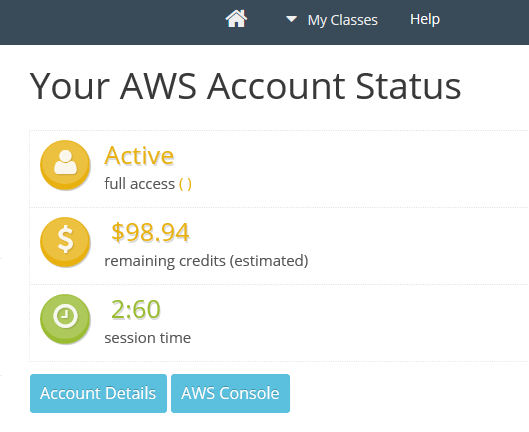 My Classes Help
Your AWS Account Status
Active
full access ( )
$98.94
remaining credits (estimated)
2:60
session time
Account Details AWS Console